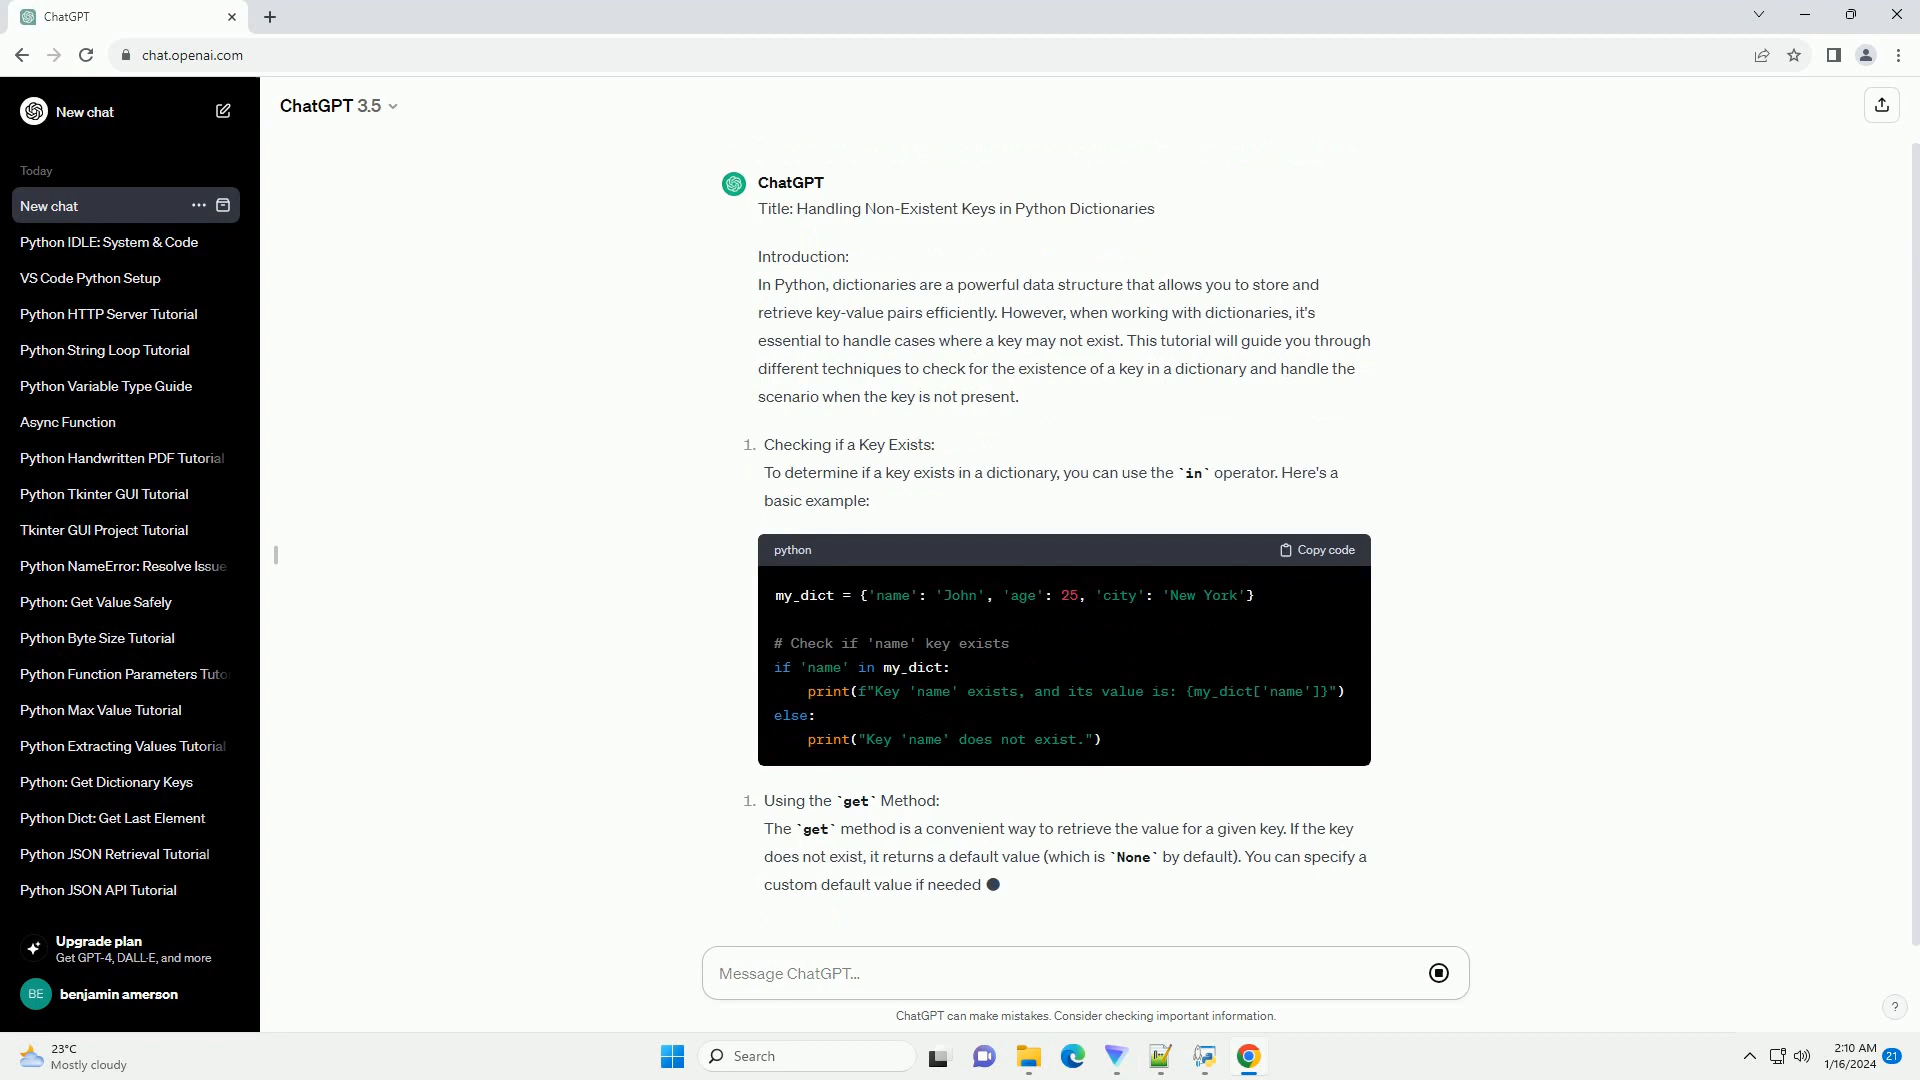 ChatGPT
chat.openai.com
New chat
Today
New chat
Python IDLE: System & Code
VS Code Python Setup
Python HTTP Server Tutorial
Python String Loop Tutorial
Python Variable Type Guide
Async Function
Python Handwritten PDF Tutorial
Python Tkinter GUI Tutorial
Tkinter GUI Project Tutorial
Python NameError: Resolve Issue
Python: Get Value Safely
Python Byte Size Tutorial
Python Function Parameters Tuto
Python Max Value Tutorial
Python Extracting Values Tutorial
Python: Get Dictionary Keys
Python Dict: Get Last Element
Python JSON Retrieval Tutorial
Python JSON API Tutorial
Upgrade plan
Get GPT-4, DALL·E, and more
BE benjamin amerson
ChatGPT 3.5
ChatGPT
Title: Handling Non-Existent Keys in Python Dictionaries
Introduction:
In Python, dictionaries are a powerful data structure that allows you to store and
retrieve key-value pairs efficiently. However, when working with dictionaries, it's
essential to handle cases where a key may not exist. This tutorial will guide you through
different techniques to check for the existence of a key in a dictionary and handle the
scenario when the key is not present.
1. Checking if a Key Exists:
To determine if a key exists in a dictionary, you can use the `in` operator. Here's a
basic example:
python Copy code
my_dict = {'name': 'John', 'age': 25, 'city': 'New York'}
# Check if 'name' key exists
if 'name' in my_dict:
    print(f"Key 'name' exists, and its value is: {my_dict['name']}")
else:
    print("Key 'name' does not exist.")
1. Using the `get` Method:
The `get` method is a convenient way to retrieve the value for a given key. If the key
does not exist, it returns a default value (which is `None` by default). You can specify a
custom default value if needed
Message ChatGPT...
ChatGPT can make mistakes. Consider checking important information.
?
23°C
Mostly cloudy
Search
2:10 AM
1/16/2024
21